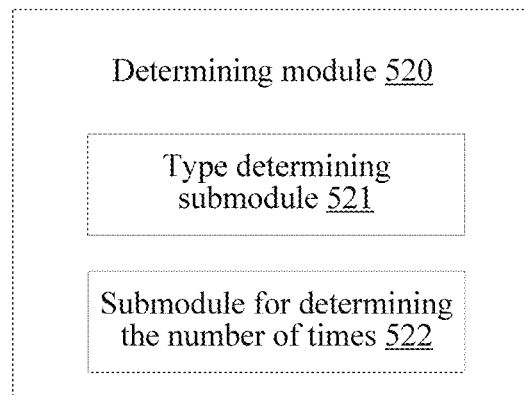 Determining module 520
Type determining
submodule 521
Submodule for determining
the number of times 522